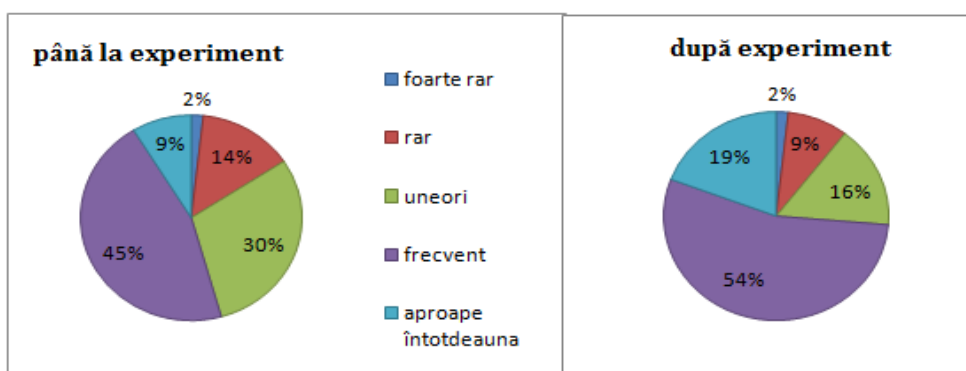 până la experiment
2%
9%
14%
45%
30%
foarte rar
rar
uneori
frecvent
aproape
întotdeauna
după experiment
2%
19%
9%
16%
54%